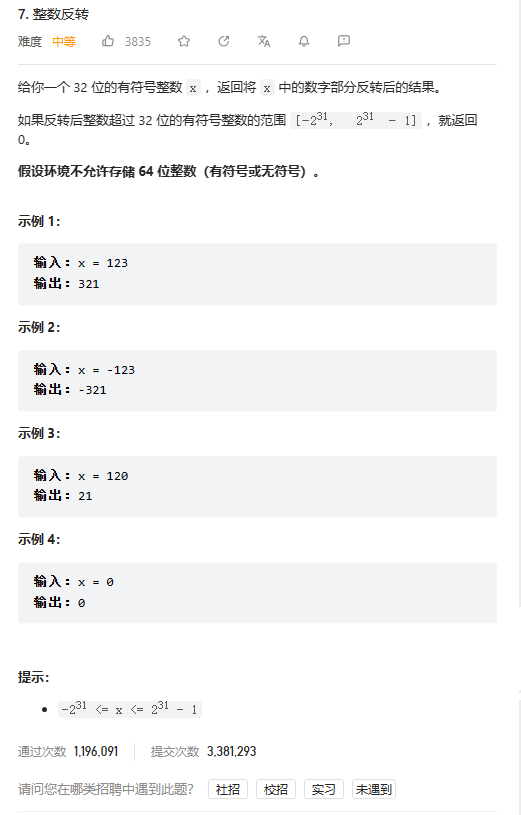 7. 整数反转
难度 中等 3835
给你一个 32 位的有符号整数 x ，返回将 x 中的数字部分反转后的结果。
如果反转后整数超过 32 位的有符号整数的范围 [−2³¹, 2³¹ − 1] ，就返回
0。
假设环境不允许存储 64 位整数（有符号或无符号）。
示例 1：
输入：x = 123
输出：321
示例 2：
输入：x = -123
输出：-321
示例 3：
输入：x = 120
输出：21
示例 4：
输入：x = 0
输出：0
提示：
• -2³¹ <= x <= 2³¹ - 1
通过次数 1,196,091 提交次数 3,381,293
请问您在哪类招聘中遇到此题？ 社招 校招 实习 未遇到